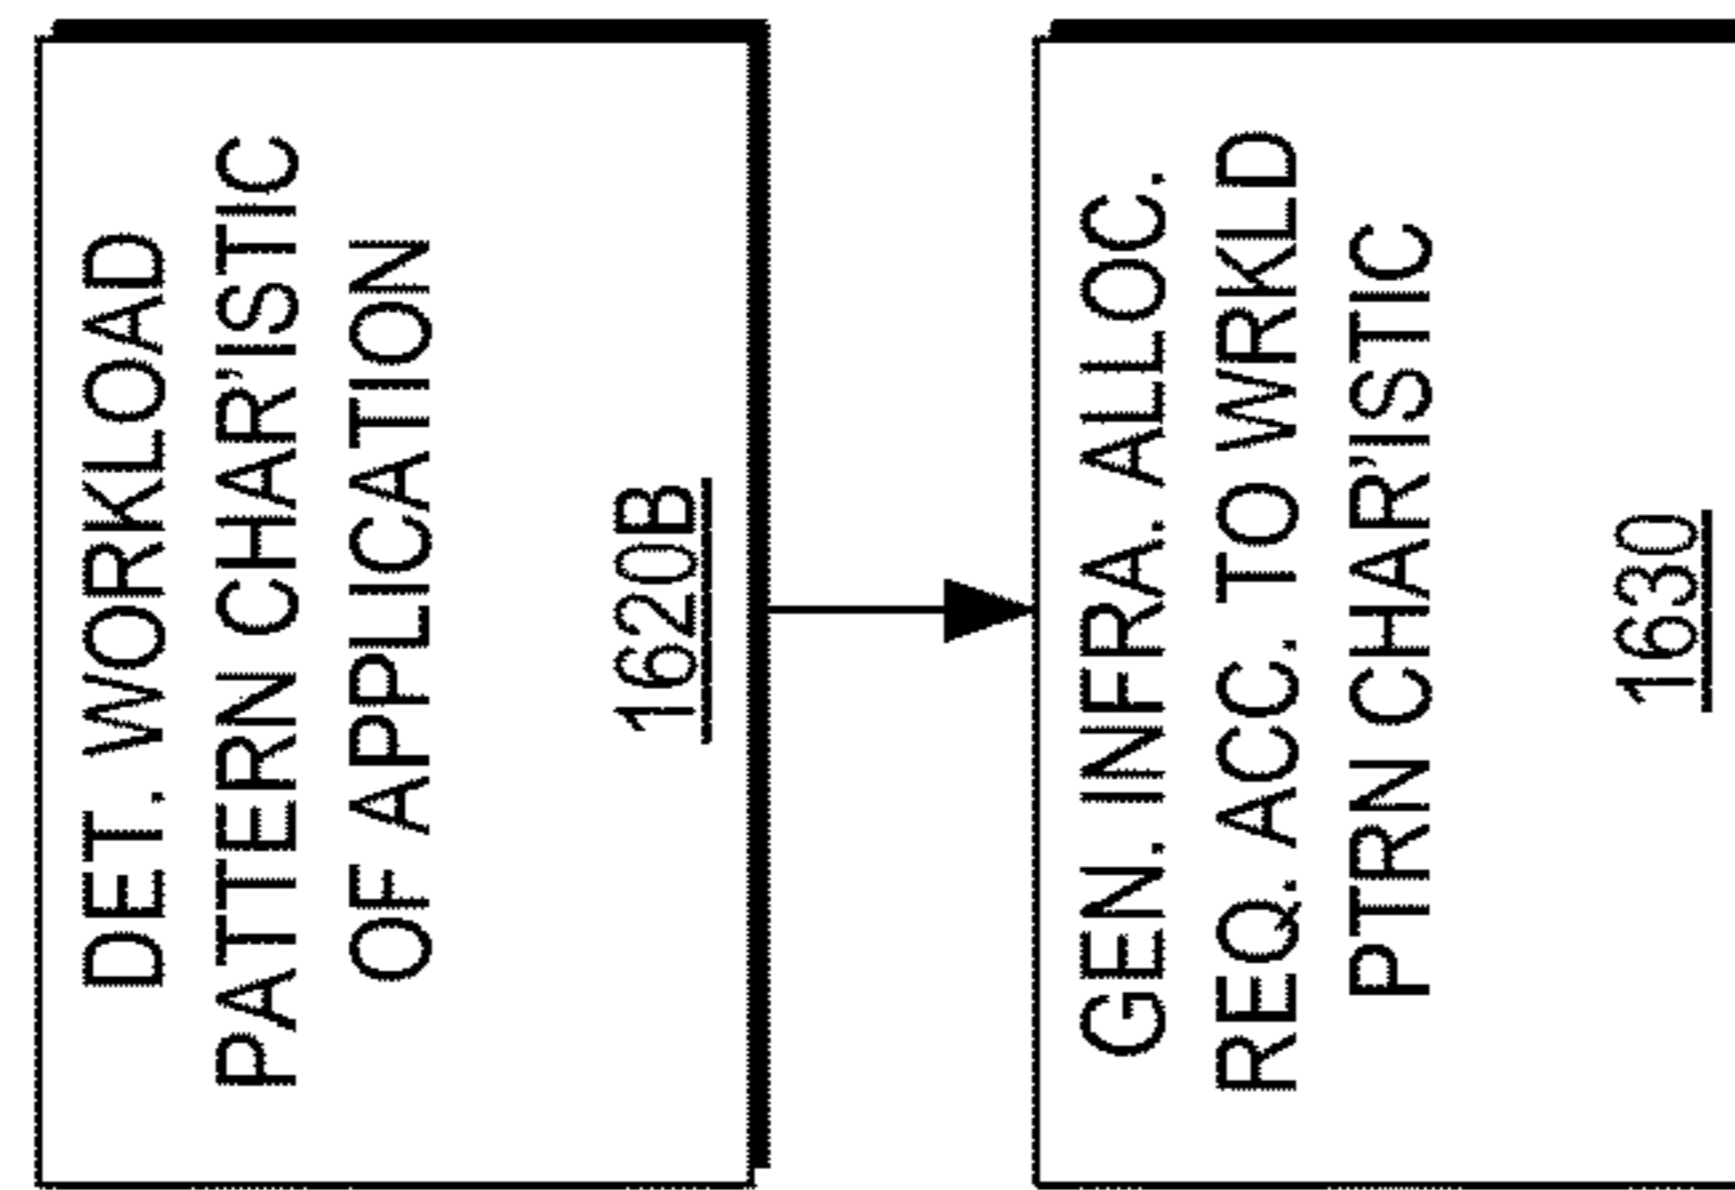 DET. WORKLOAD
PATTERN CHAR'ISTIC
OF APPLICATION
1620B
GEN. INFRA. ALLOC.
REQ. ACC. TO WRKLD
PTRN CHAR'ISTIC
1630